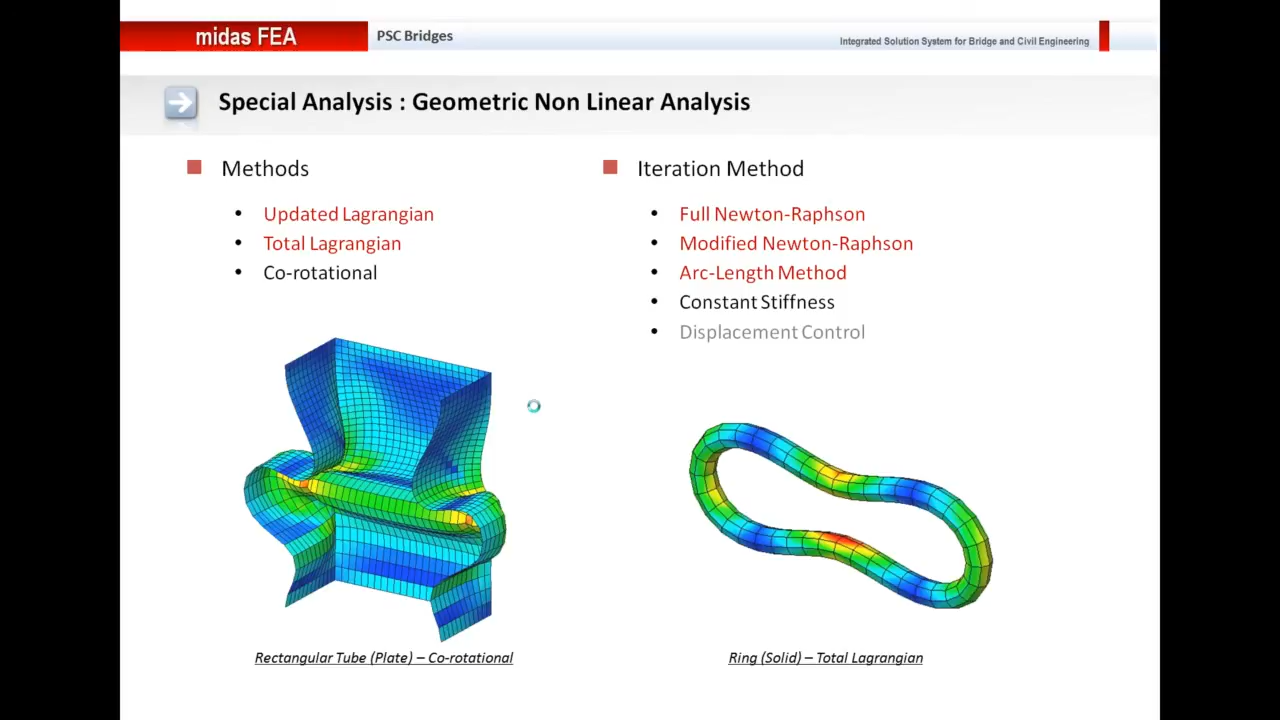 midas FEA
PSC Bridges
Integrated Solution System for Bridge and Civil Engineering
Special Analysis : Geometric Non Linear Analysis
Methods
• Updated Lagrangian
• Total Lagrangian
• Co-rotational
Iteration Method
• Full Newton-Raphson
• Modified Newton-Raphson
• Arc-Length Method
• Constant Stiffness
• Displacement Control
Rectangular Tube (Plate) – Co-rotational
Ring (Solid) – Total Lagrangian